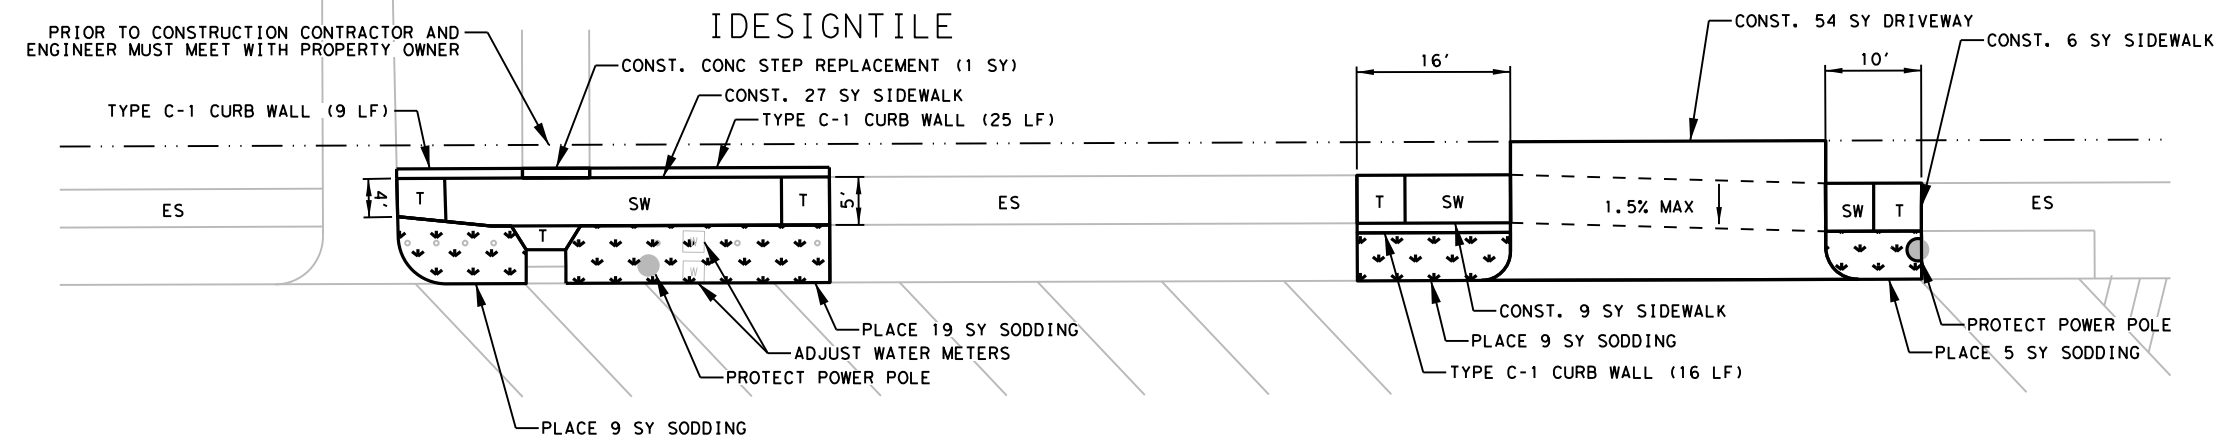 IDESIGNTILE
PRIOR TO CONSTRUCTION CONTRACTOR AND
ENGINEER MUST MEET WITH PROPERTY OWNER
CONST. CONC STEP REPLACEMENT (1 SY)
CONST. 27 SY SIDEWALK
TYPE C-1 CURB WALL (9 LF)
TYPE C-1 CURB WALL (25 LF)
CONST. 54 SY DRIVEWAY
CONST. 6 SY SIDEWALK
16'
10'
ES
4'
T
SW
T
5'
T
W
W
ES
T
SW
1.5% MAX
SW
T
ES
PLACE 19 SY SODDING
ADJUST WATER METERS
PROTECT POWER POLE
PLACE 9 SY SODDING
CONST. 9 SY SIDEWALK
PLACE 9 SY SODDING
TYPE C-1 CURB WALL (16 LF)
PROTECT POWER POLE
PLACE 5 SY SODDING